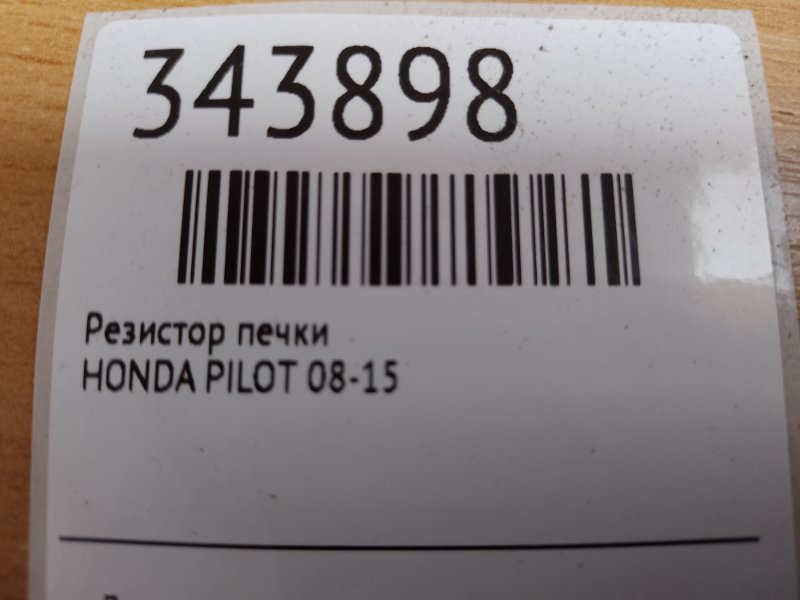 343898
Резистор печки
HONDA PILOT 08-15